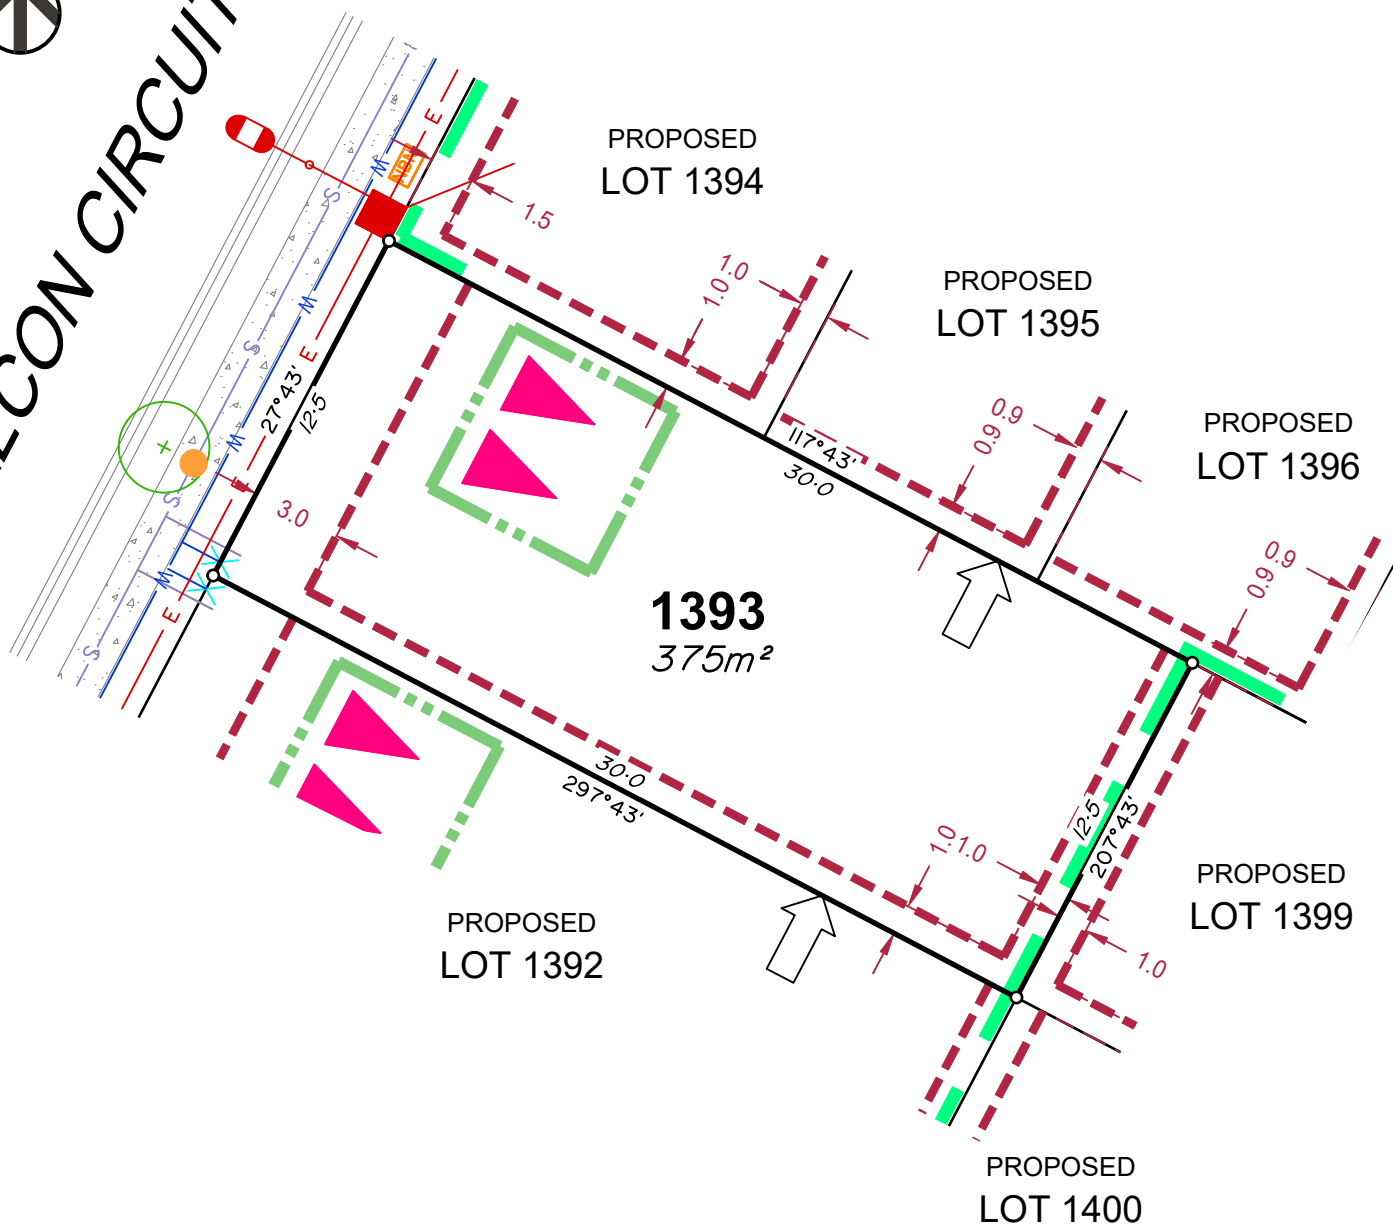 CON CIRCUIT
PROPOSED
LOT 1394
PROPOSED
LOT 1395
PROPOSED
LOT 1396
E
NBN
W
S
1.5
1.0
1.0
W
S
E
27°43'
12·5
0.9
0.9
117°43'
30·0
W
E
S
3.0
0.9
0.9
1393
375m²
W
E
S
30·0
297°43'
1.0
1.0
12·5
207°43'
PROPOSED
LOT 1399
1.0
PROPOSED
LOT 1392
PROPOSED
LOT 1400